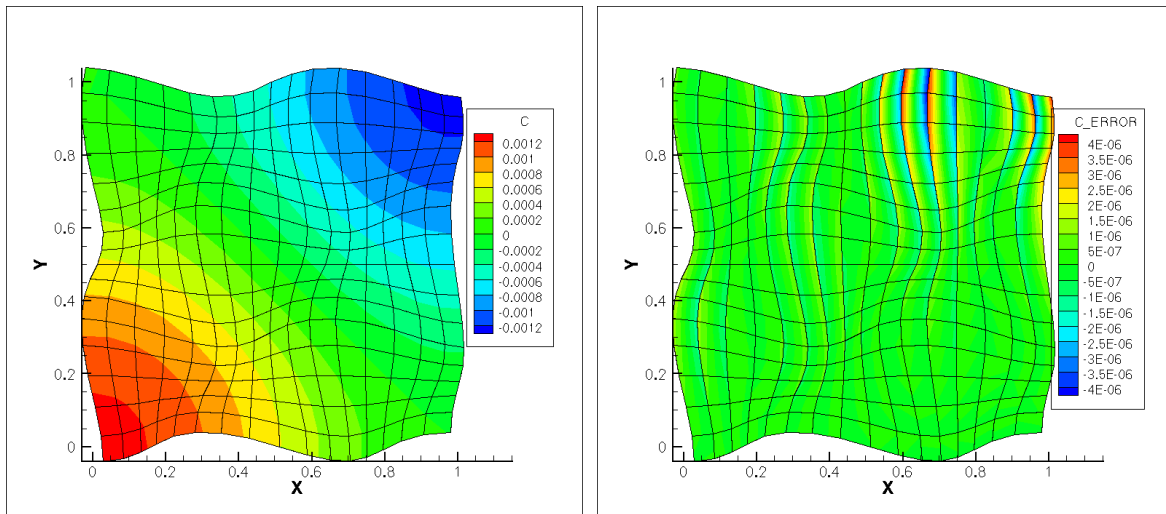 C
0.0012
0.001
0.0008
0.0006
0.0004
0.0002
0
-0.0002
-0.0004
-0.0006
-0.0008
-0.001
-0.0012
Y
1
0.8
0.6
0.4
0.2
0
0 0.2 0.4 0.6 0.8 1
X
C_ERROR
4E-06
3.5E-06
3E-06
2.5E-06
2E-06
1.5E-06
1E-06
5E-07
0
-5E-07
-1E-06
-1.5E-06
-2E-06
-2.5E-06
-3E-06
-3.5E-06
-4E-06
Y
1
0.8
0.6
0.4
0.2
0
0 0.2 0.4 0.6 0.8 1
X